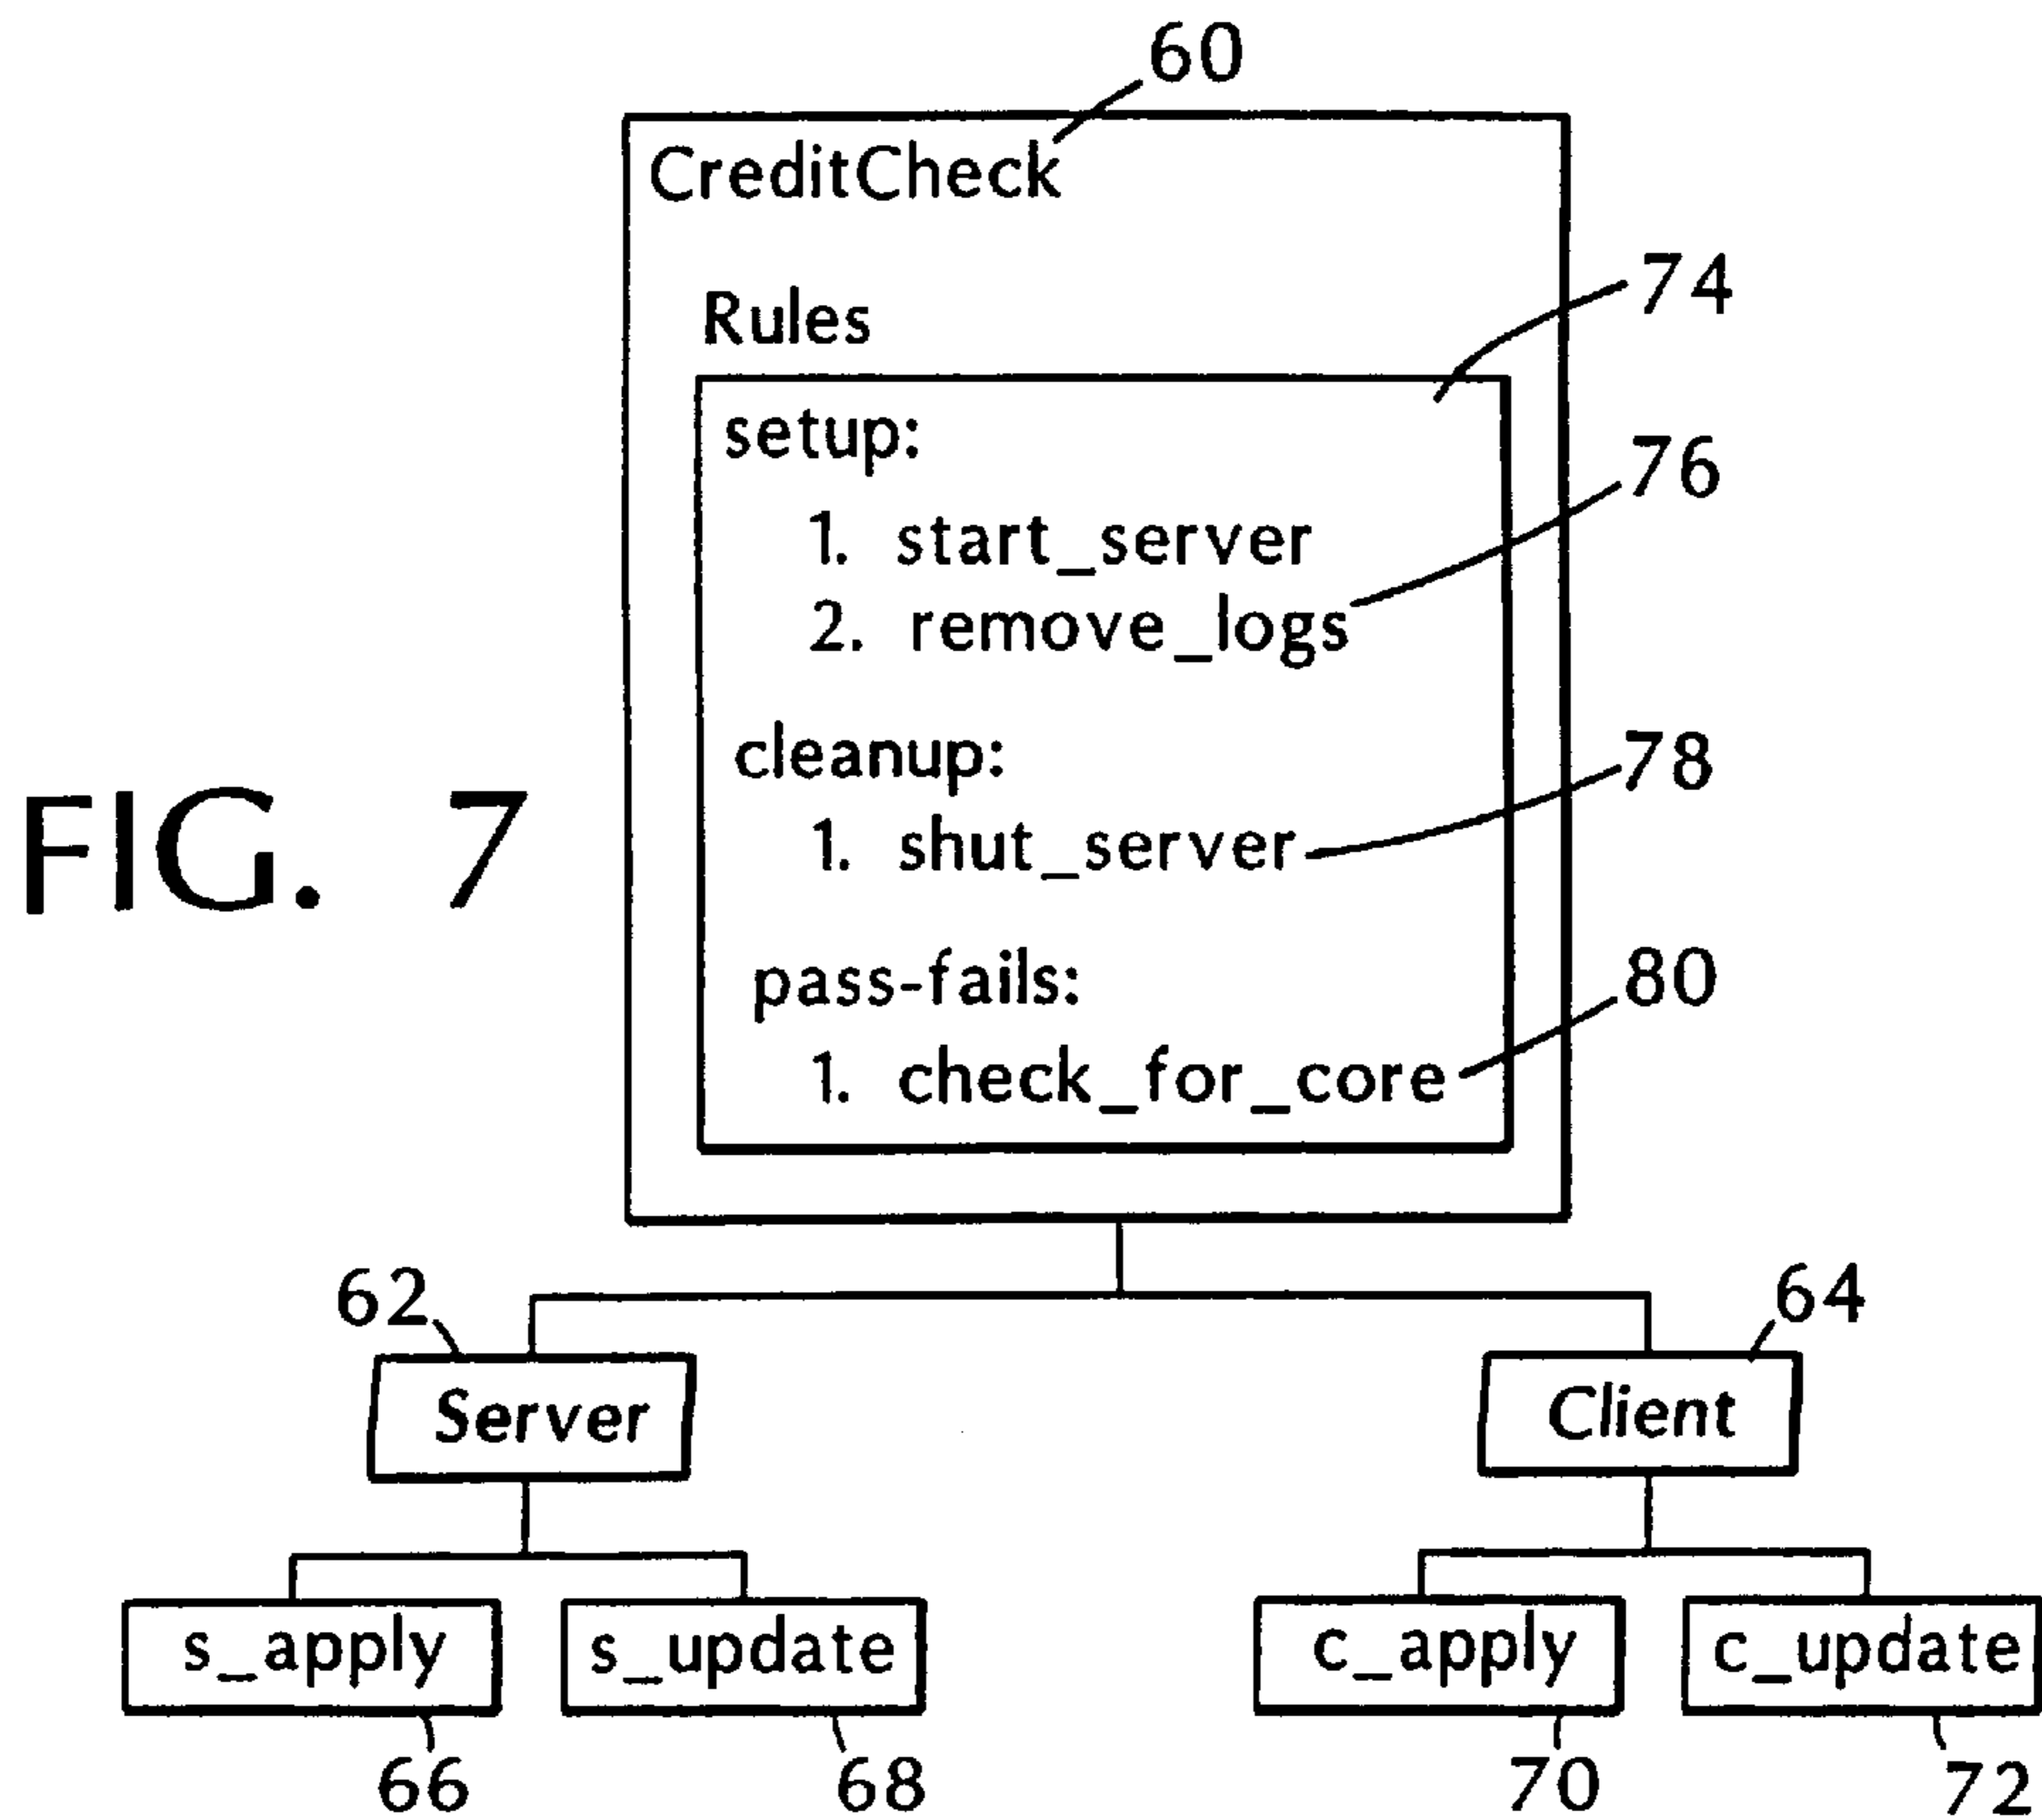 60
CreditCheck
Rules
74
setup:
76
1. start_server
2. remove_logs
cleanup:
78
1. shut_server
FIG. 7
pass-fails:
80
1. check_for_core
62
64
Server
Client
s_apply
s_update
c_apply
c_update
66
68
70
72